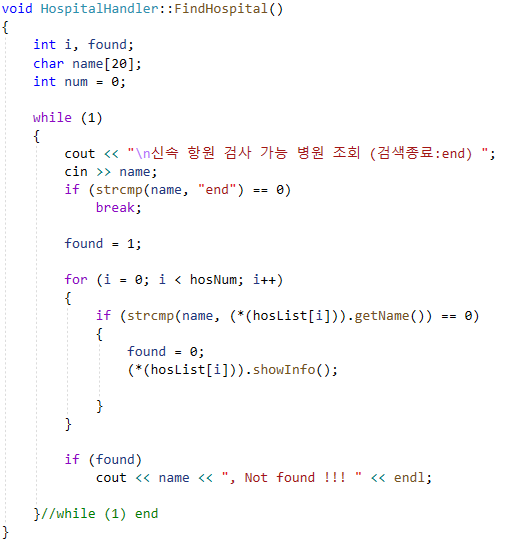 void HospitalHandler::FindHospital()
{
    int i, found;
    char name[20];
    int num = 0;

    while (1)
    {
        cout << "\n신속 항원 검사 가능 병원 조회 (검색종료:end) ";
        cin >> name;
        if (strcmp(name, "end") == 0)
            break;

        found = 1;

        for (i = 0; i < hosNum; i++)
        {
            if (strcmp(name, (*(hosList[i])).getName()) == 0)
            {
                found = 0;
                (*(hosList[i])).showInfo();

            }
        }

        if (found)
            cout << name << ", Not found !!! " << endl;

    }//while (1) end
}